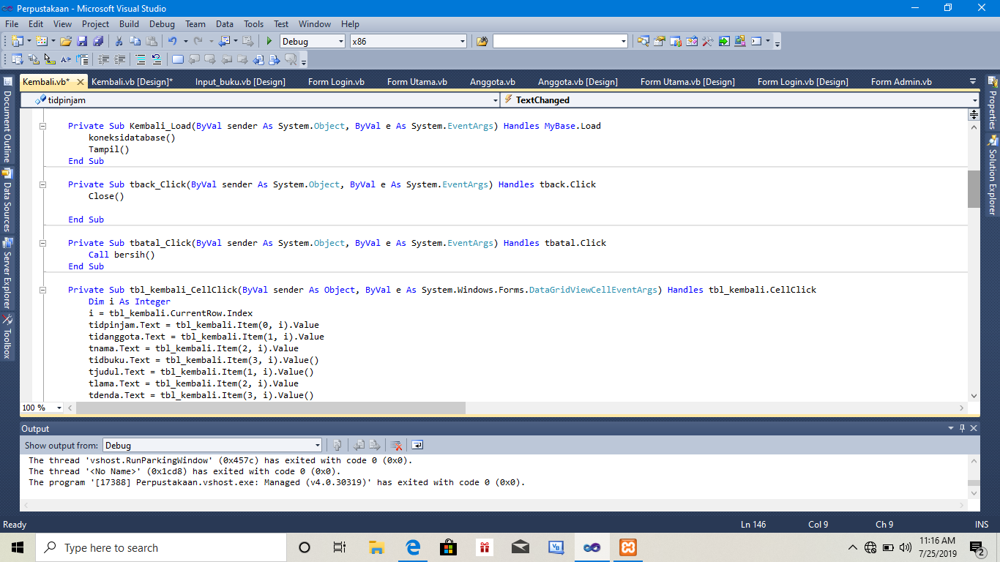 Perpustakaan - Microsoft Visual Studio
File Edit View Project Build Debug Team Data Tools Test Window Help
Debug x86
Kembali.vb* Kembali.vb [Design]* Input_buku.vb [Design] Form Login.vb Form Utama.vb Anggota.vb Anggota.vb [Design] Form Utama.vb [Design] Form Login.vb [Design] Form Admin.vb
tidpinjam TextChanged
Document Outline
Data Sources
Server Explorer
Toolbox
Private Sub Kembali_Load(ByVal sender As System.Object, ByVal e As System.EventArgs) Handles MyBase.Load
koneksidatabase()
Tampil()
End Sub
Private Sub tback_Click(ByVal sender As System.Object, ByVal e As System.EventArgs) Handles tback.Click
Close()
End Sub
Private Sub tbatal_Click(ByVal sender As System.Object, ByVal e As System.EventArgs) Handles tbatal.Click
Call bersih()
End Sub
Private Sub tbl_kembali_CellClick(ByVal sender As Object, ByVal e As System.Windows.Forms.DataGridViewCellEventArgs) Handles tbl_kembali.CellClick
Dim i As Integer
i = tbl_kembali.CurrentRow.Index
tidpinjam.Text = tbl_kembali.Item(0, i).Value
tidanggota.Text = tbl_kembali.Item(1, i).Value
tnama.Text = tbl_kembali.Item(2, i).Value
tidbuku.Text = tbl_kembali.Item(3, i).Value()
tjudul.Text = tbl_kembali.Item(1, i).Value()
tlama.Text = tbl_kembali.Item(2, i).Value
tdenda.Text = tbl_kembali.Item(3, i).Value()
100 %
Properties
Solution Explorer
Output
Show output from: Debug
The thread 'vshost.RunParkingWindow' (0x457c) has exited with code 0 (0x0).
The thread '<No Name>' (0x1cd8) has exited with code 0 (0x0).
The program '[17388] Perpustakaan.vshost.exe: Managed (v4.0.30319)' has exited with code 0 (0x0).
Ready Ln 146 Col 9 Ch 9 INS
Type here to search
VB
11:16 AM
7/25/2019
2